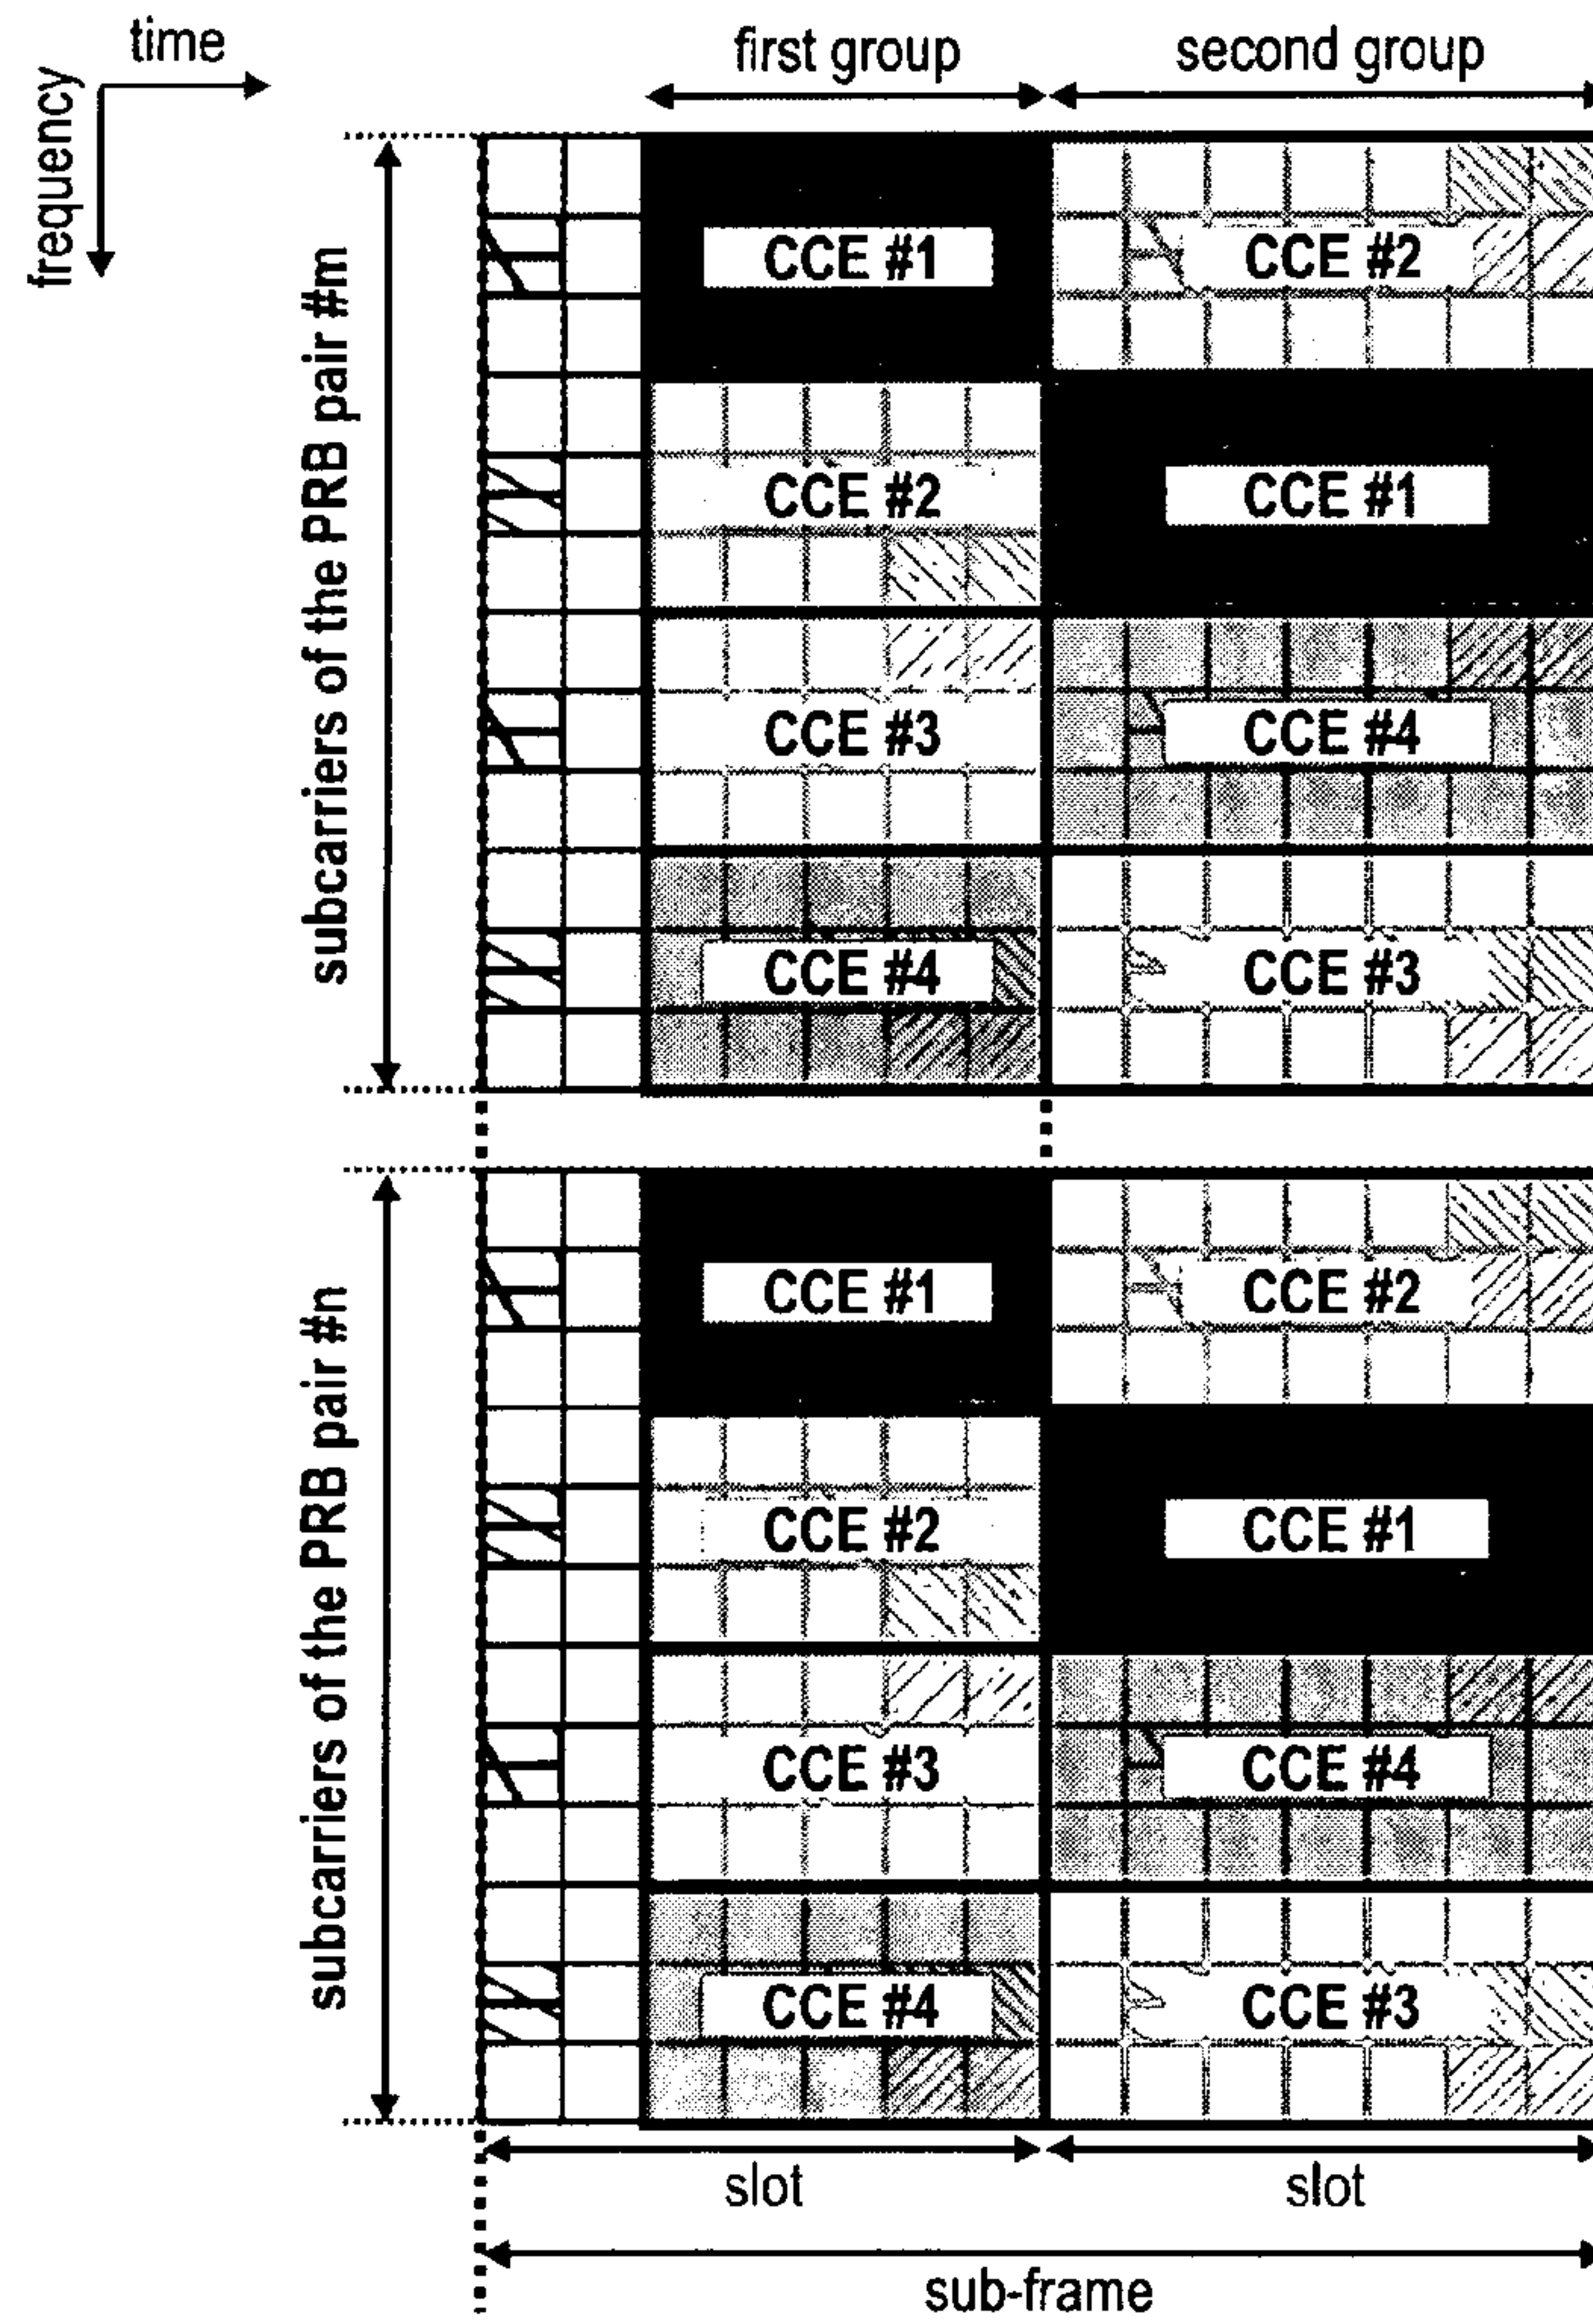 time
first group
second group
frequency
subcarriers of the PRB pair #m
CCE #1
CCE #2
CCE #2
CCE #1
CCE #3
CCE #4
CCE #4
CCE #3
subcarriers of the PRB pair #n
CCE #1
CCE #2
CCE #2
CCE #1
CCE #3
CCE #4
CCE #4
CCE #3
slot
slot
sub-frame